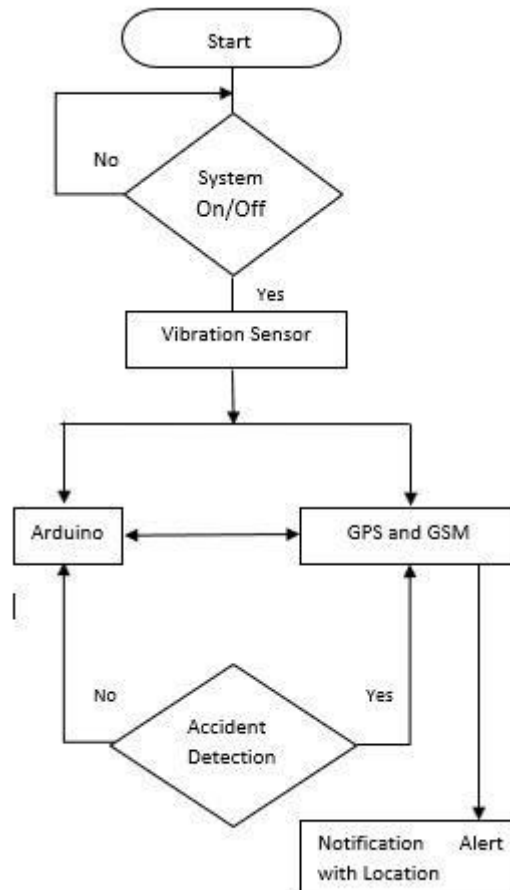 Start
No
System
On/Off
Yes
Vibration Sensor
Arduino
GPS and GSM
No
Yes
Accident
Detection
Notification Alert
with Location